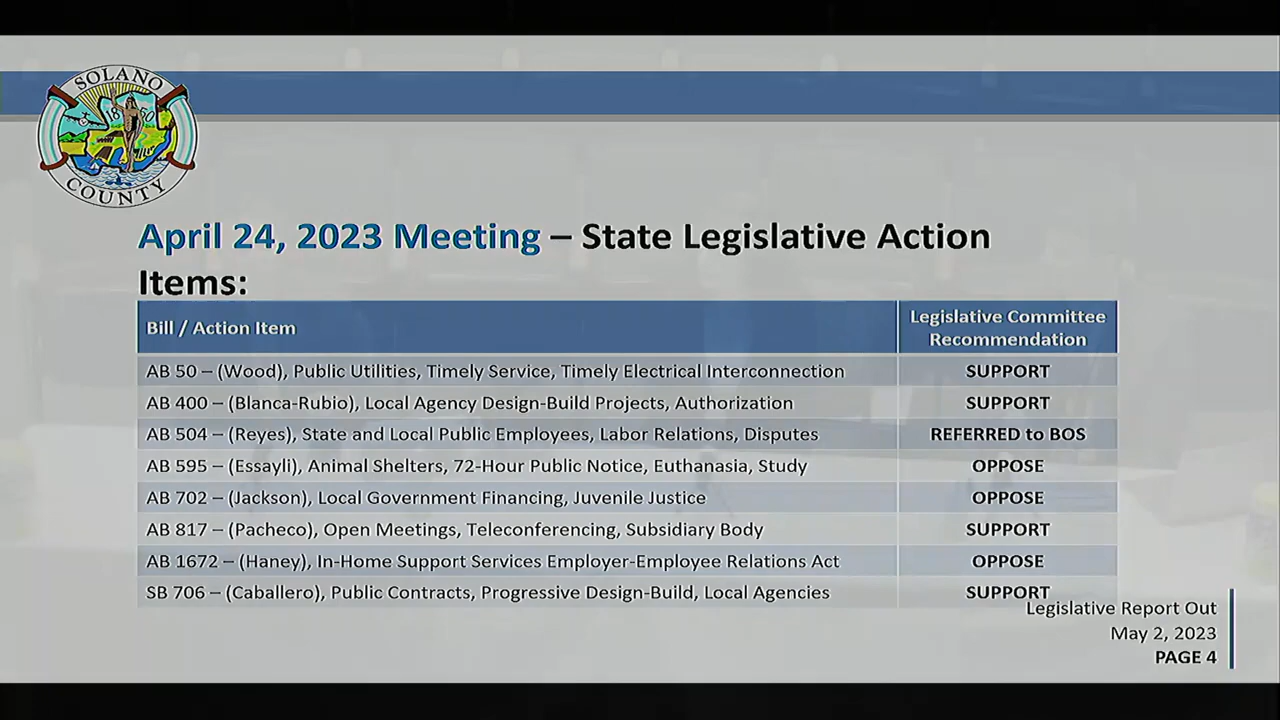 SOLANO
1850
COUNTY
April 24, 2023 Meeting – State Legislative Action
Items:
Bill / Action Item
Legislative Committee
Recommendation
AB 50 – (Wood), Public Utilities, Timely Service, Timely Electrical Interconnection SUPPORT
AB 400 – (Blanca-Rubio), Local Agency Design-Build Projects, Authorization SUPPORT
AB 504 – (Reyes), State and Local Public Employees, Labor Relations, Disputes REFERRED to BOS
AB 595 – (Essayli), Animal Shelters, 72-Hour Public Notice, Euthanasia, Study OPPOSE
AB 702 – (Jackson), Local Government Financing, Juvenile Justice OPPOSE
AB 817 – (Pacheco), Open Meetings, Teleconferencing, Subsidiary Body SUPPORT
AB 1672 – (Haney), In-Home Support Services Employer-Employee Relations Act OPPOSE
SB 706 – (Caballero), Public Contracts, Progressive Design-Build, Local Agencies SUPPORT
Legislative Report Out
May 2, 2023
PAGE 4